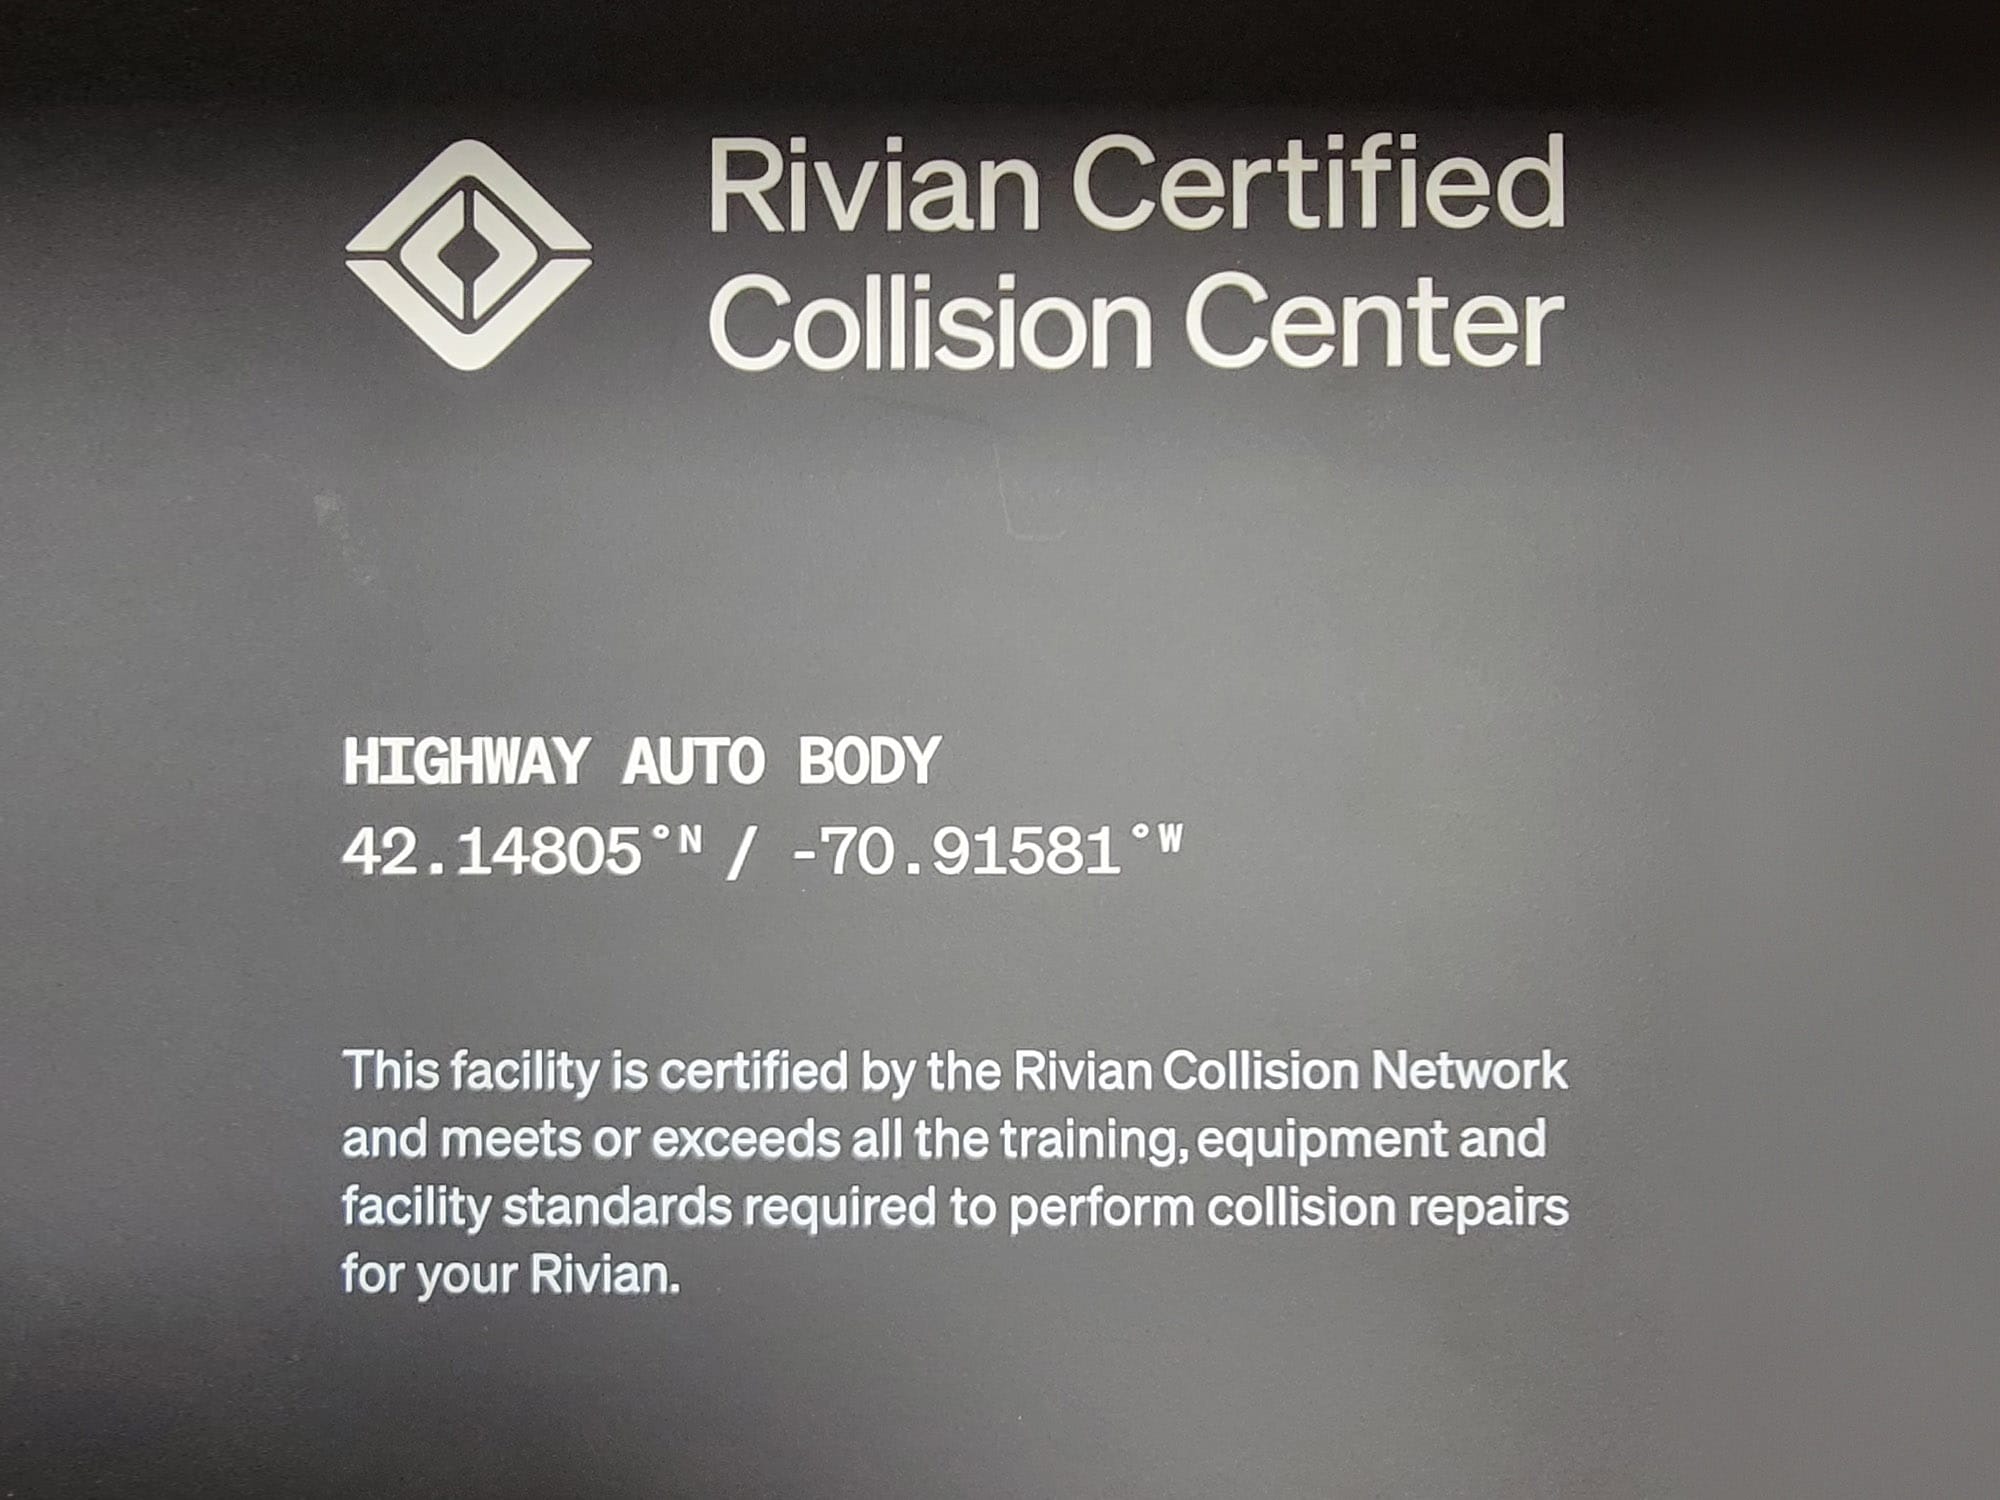 Rivian Certified
Collision Center
HIGHWAY AUTO BODY
42.14805°N / -70.91581°W
This facility is certified by the Rivian Collision Network
and meets or exceeds all the training, equipment and
facility standards required to perform collision repairs
for your Rivian.